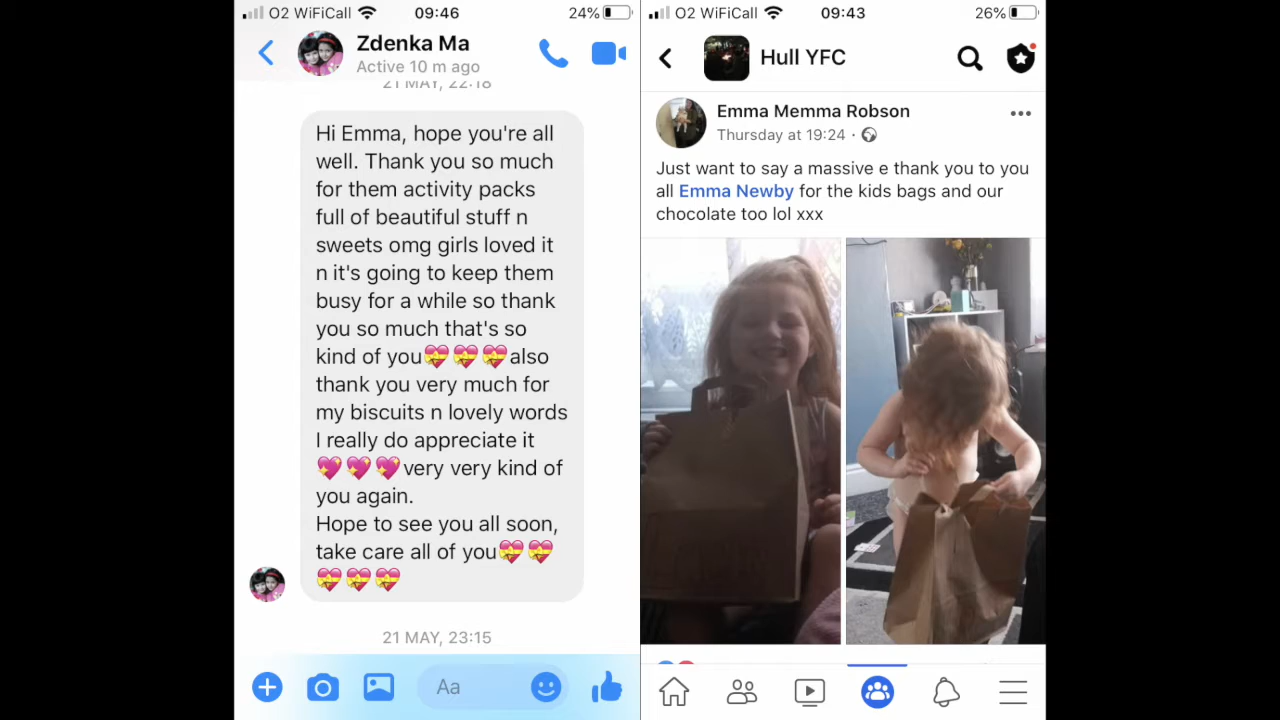 O2 WiFiCall 09:46 24%
Zdenka Ma
Active 10 m ago
21 MAY, 22:18
Hi Emma, hope you're all
well. Thank you so much
for them activity packs
full of beautiful stuff n
sweets omg girls loved it
n it's going to keep them
busy for a while so thank
you so much that's so
kind of you💝💝💝also
thank you very much for
my biscuits n lovely words
I really do appreciate it
💖💖💖very very kind of
you again.
Hope to see you all soon,
take care all of you💝💝
💝💝💝
21 MAY, 23:15
Aa
O2 WiFiCall 09:43 26%
Hull YFC
Emma Memma Robson
Thursday at 19:24 ·
Just want to say a massive e thank you to you
all Emma Newby for the kids bags and our
chocolate too lol xxx